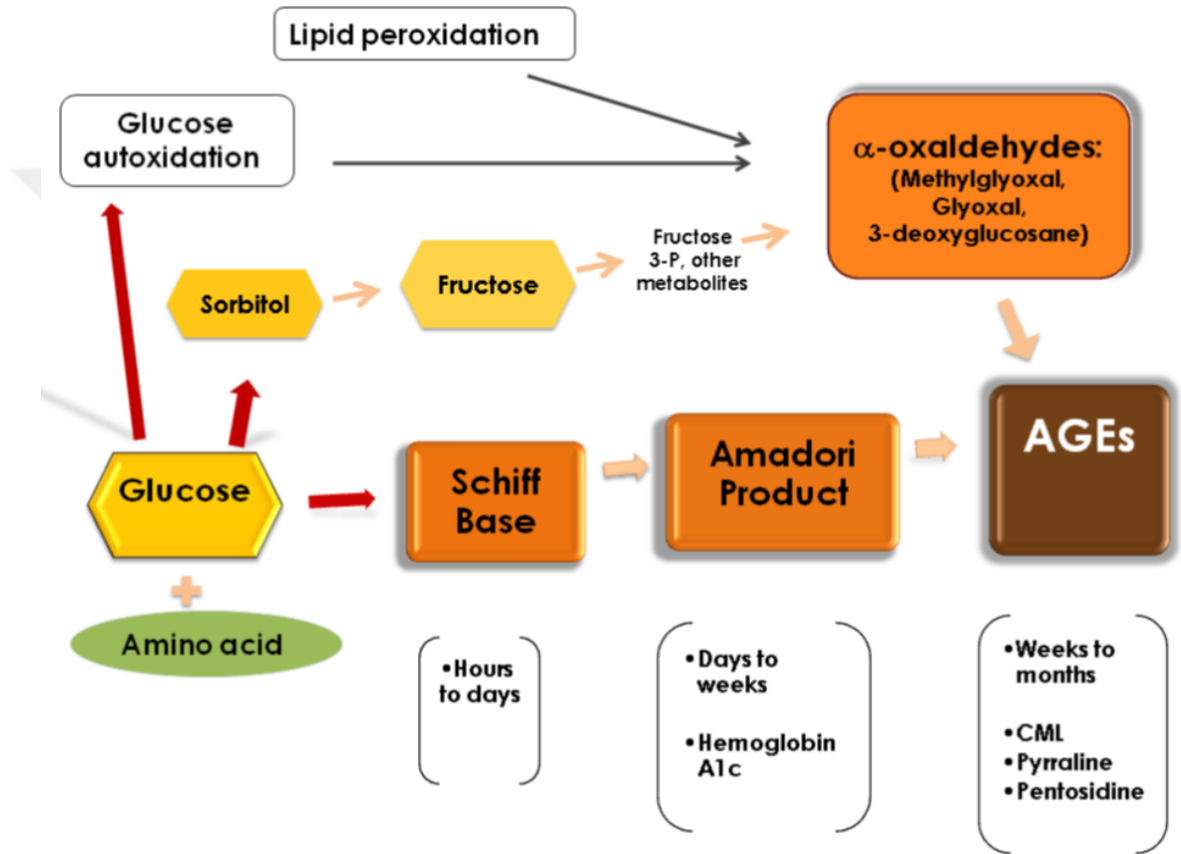 Lipid peroxidation
Glucose
autoxidation
α-oxaldehydes:
(Methylglyoxal,
Glyoxal,
3-deoxyglucosane)
Sorbitol
Fructose
Fructose
3-P, other
metabolites
Glucose
Schiff
Base
Amadori
Product
AGEs
+
Amino acid
•Hours
to days
•Days to
weeks
•Hemoglobin
A1c
•Weeks to
months
•CML
•Pyrraline
•Pentosidine